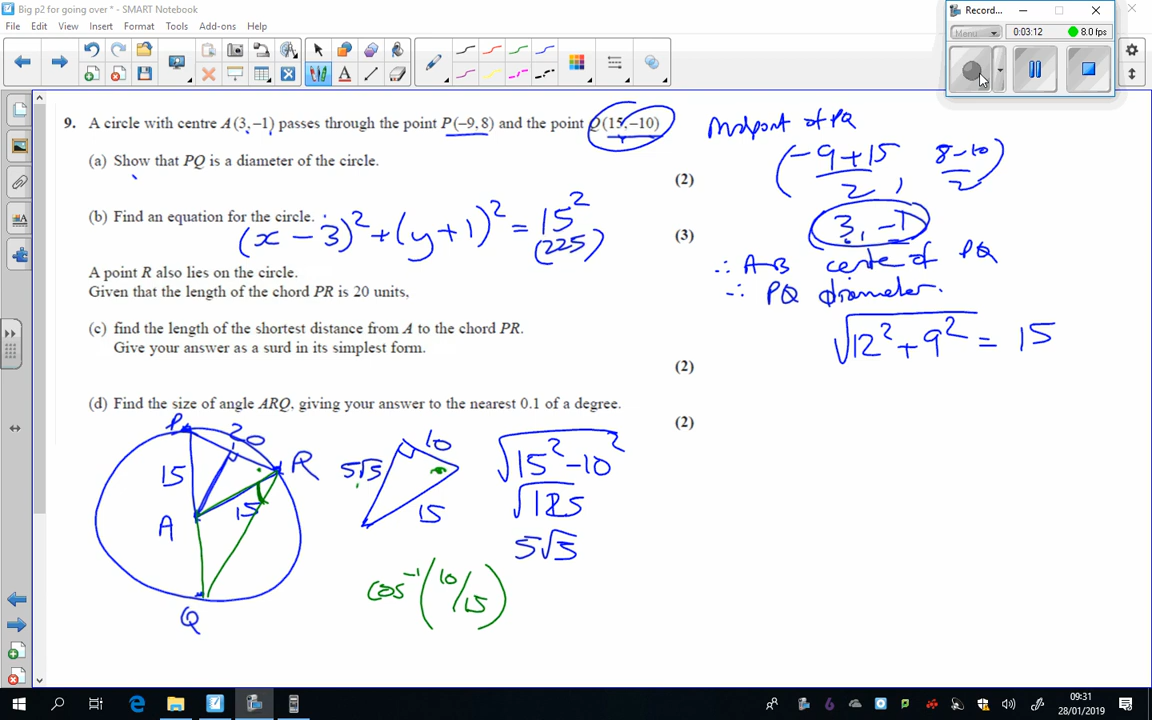 Big p2 for going over * - SMART Notebook
File Edit View Insert Format Tools Add-ons Help
Record...
Menu
0:03:12
8.0 fps
9. A circle with centre A(3,−1) passes through the point P(−9,8) and the point Q(15,−10)
(a) Show that PQ is a diameter of the circle.
(2)
(b) Find an equation for the circle.
(x − 3)² + (y + 1)² = 15²
(225)
(3)
A point R also lies on the circle.
Given that the length of the chord PR is 20 units,
(c) find the length of the shortest distance from A to the chord PR.
Give your answer as a surd in its simplest form.
(2)
(d) Find the size of angle ARQ, giving your answer to the nearest 0.1 of a degree.
(2)
Midpoint of PQ
(−9+15/2, 8−10/2)
3, −1
∴ centre of PQ
∴ PQ diameter.
√12² + 9² = 15
P
20
R
15
15
A
Q
10
5√5
15
√15² − 10²
√125
5√5
cos⁻¹(10/15)
09:31
28/01/2019